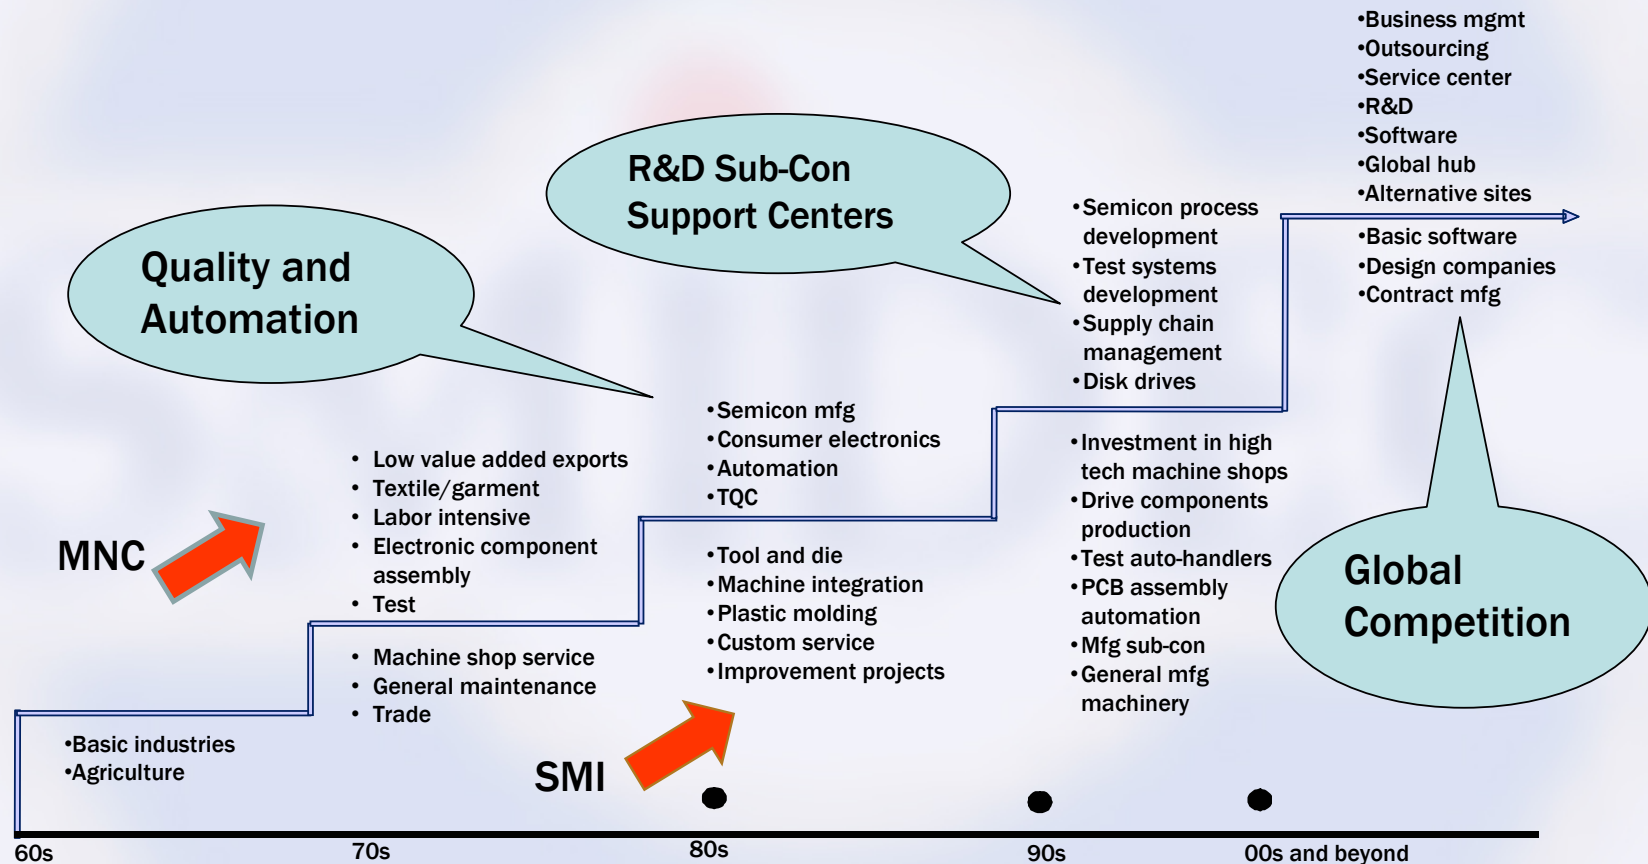 •Business mgmt
•Outsourcing
•Service center
•R&D
•Software
•Global hub
•Alternative sites
•Basic software
•Design companies
•Contract mfg
R&D Sub-Con
Support Centers
•Semicon process
development
•Test systems
development
•Supply chain
management
•Disk drives
Quality and
Automation
•Semicon mfg
•Consumer electronics
•Automation
•TQC
•Investment in high
tech machine shops
•Drive components
production
•Test auto-handlers
•PCB assembly
automation
•Mfg sub-con
•General mfg
machinery
Global
Competition
MNC
• Low value added exports
• Textile/garment
• Labor intensive
• Electronic component
assembly
• Test
•Tool and die
•Machine integration
•Plastic molding
•Custom service
•Improvement projects
• Machine shop service
• General maintenance
• Trade
•Basic industries
•Agriculture
SMI
60s
70s
80s
90s
00s and beyond